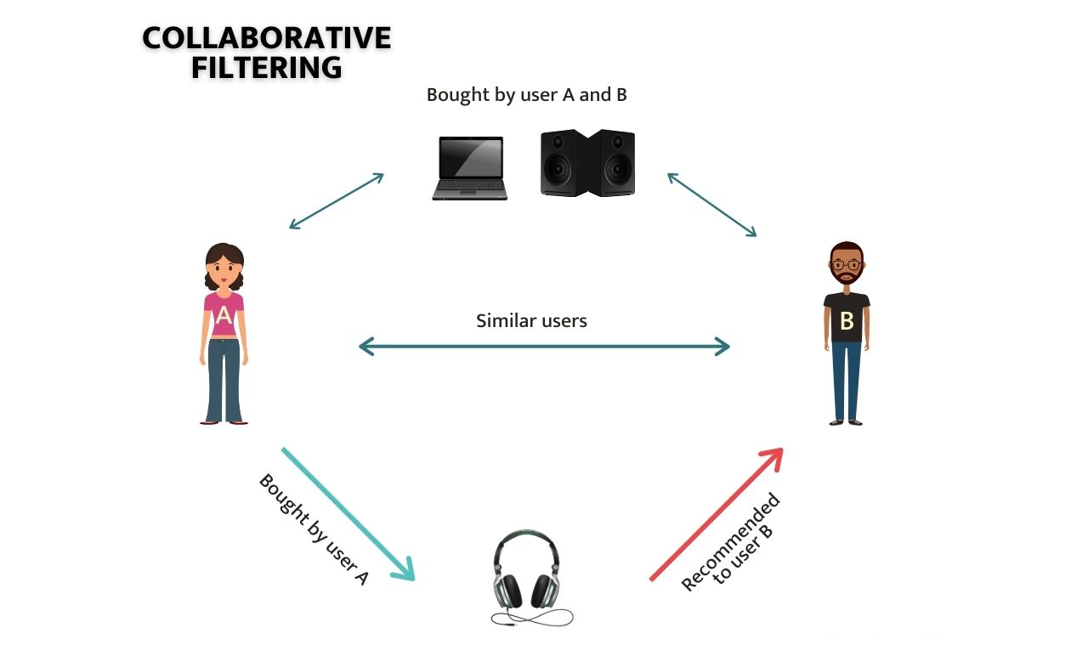 COLLABORATIVE
FILTERING
Bought by user A and B
A
Similar users
B
Bought by user A
Recommended
to user B